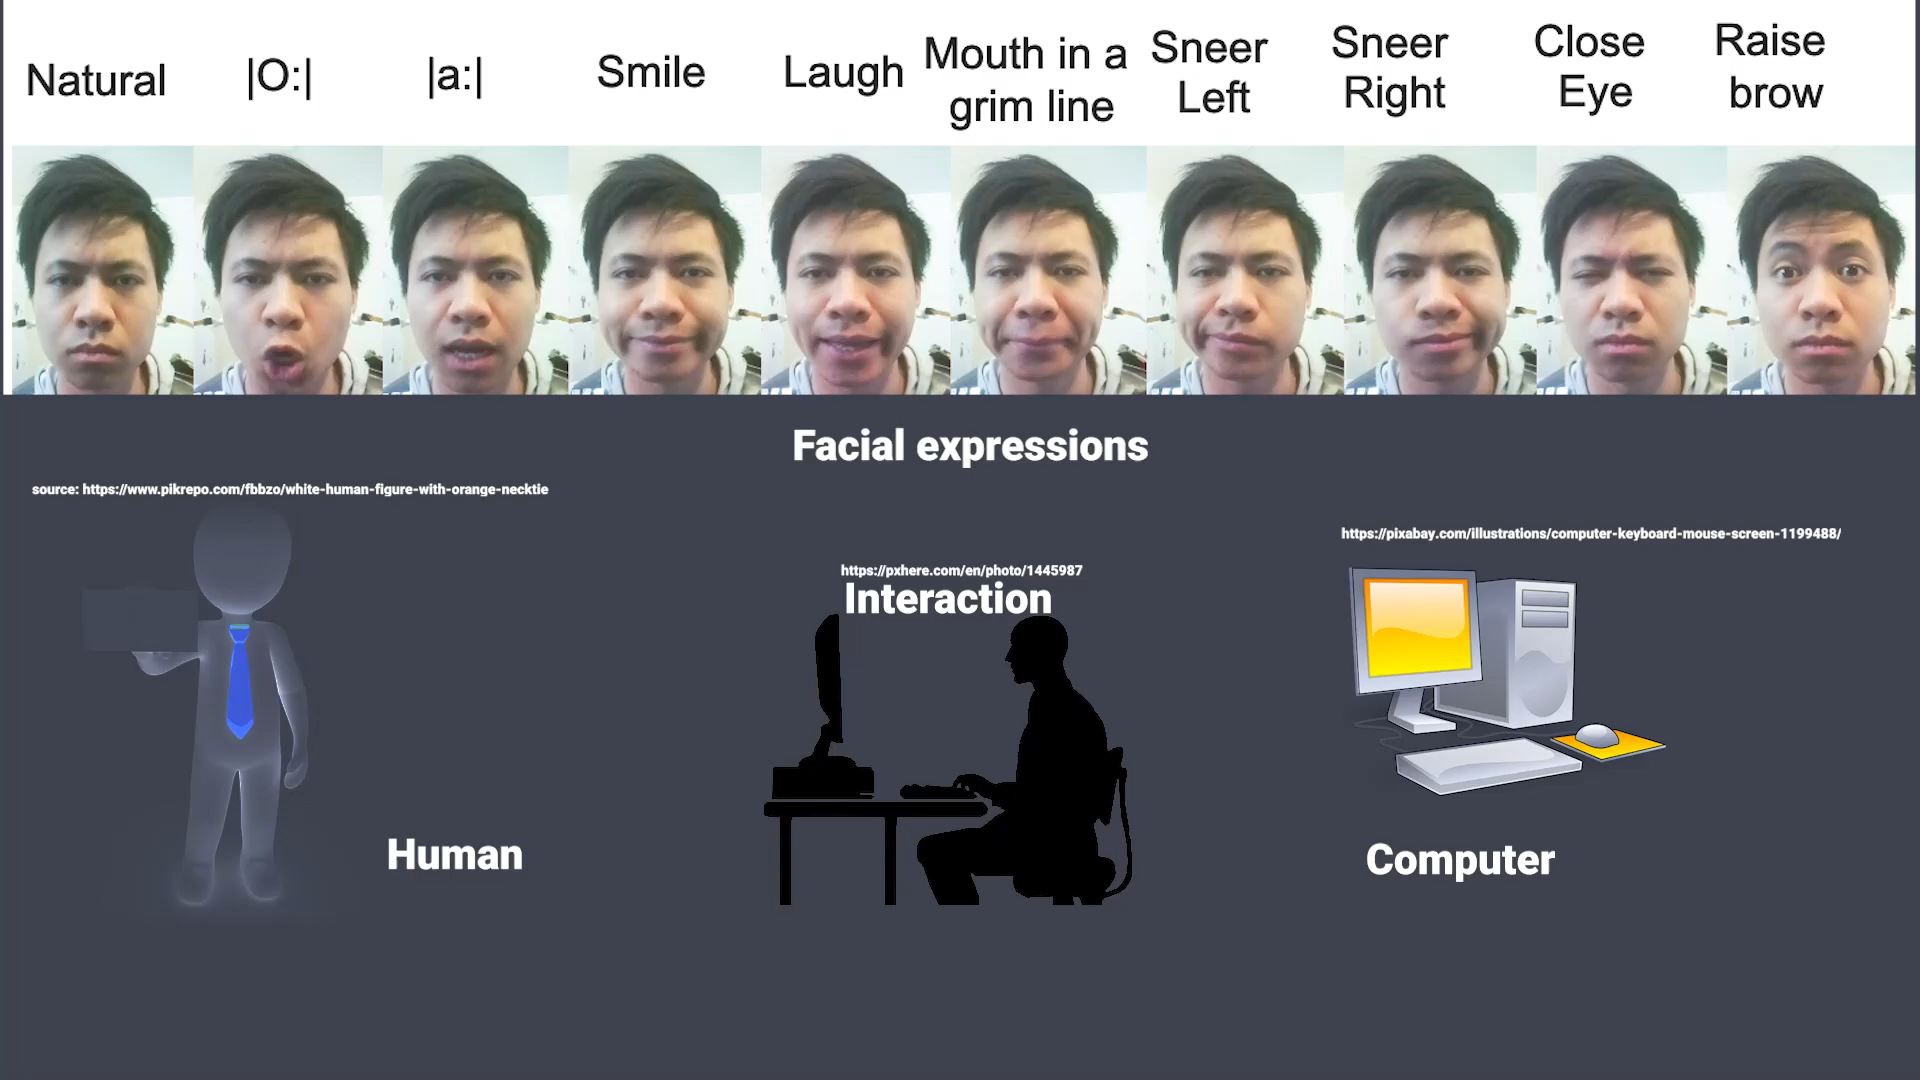 Natural
|O:|
|a:|
Smile
Laugh
Mouth in a
grim line
Sneer
Left
Sneer
Right
Close
Eye
Raise
brow
Facial expressions
source: https://www.pikrepo.com/fbbzo/white-human-figure-with-orange-necktie
https://pxhere.com/en/photo/1445987
Interaction
https://pixabay.com/illustrations/computer-keyboard-mouse-screen-1199488/
Human
Computer